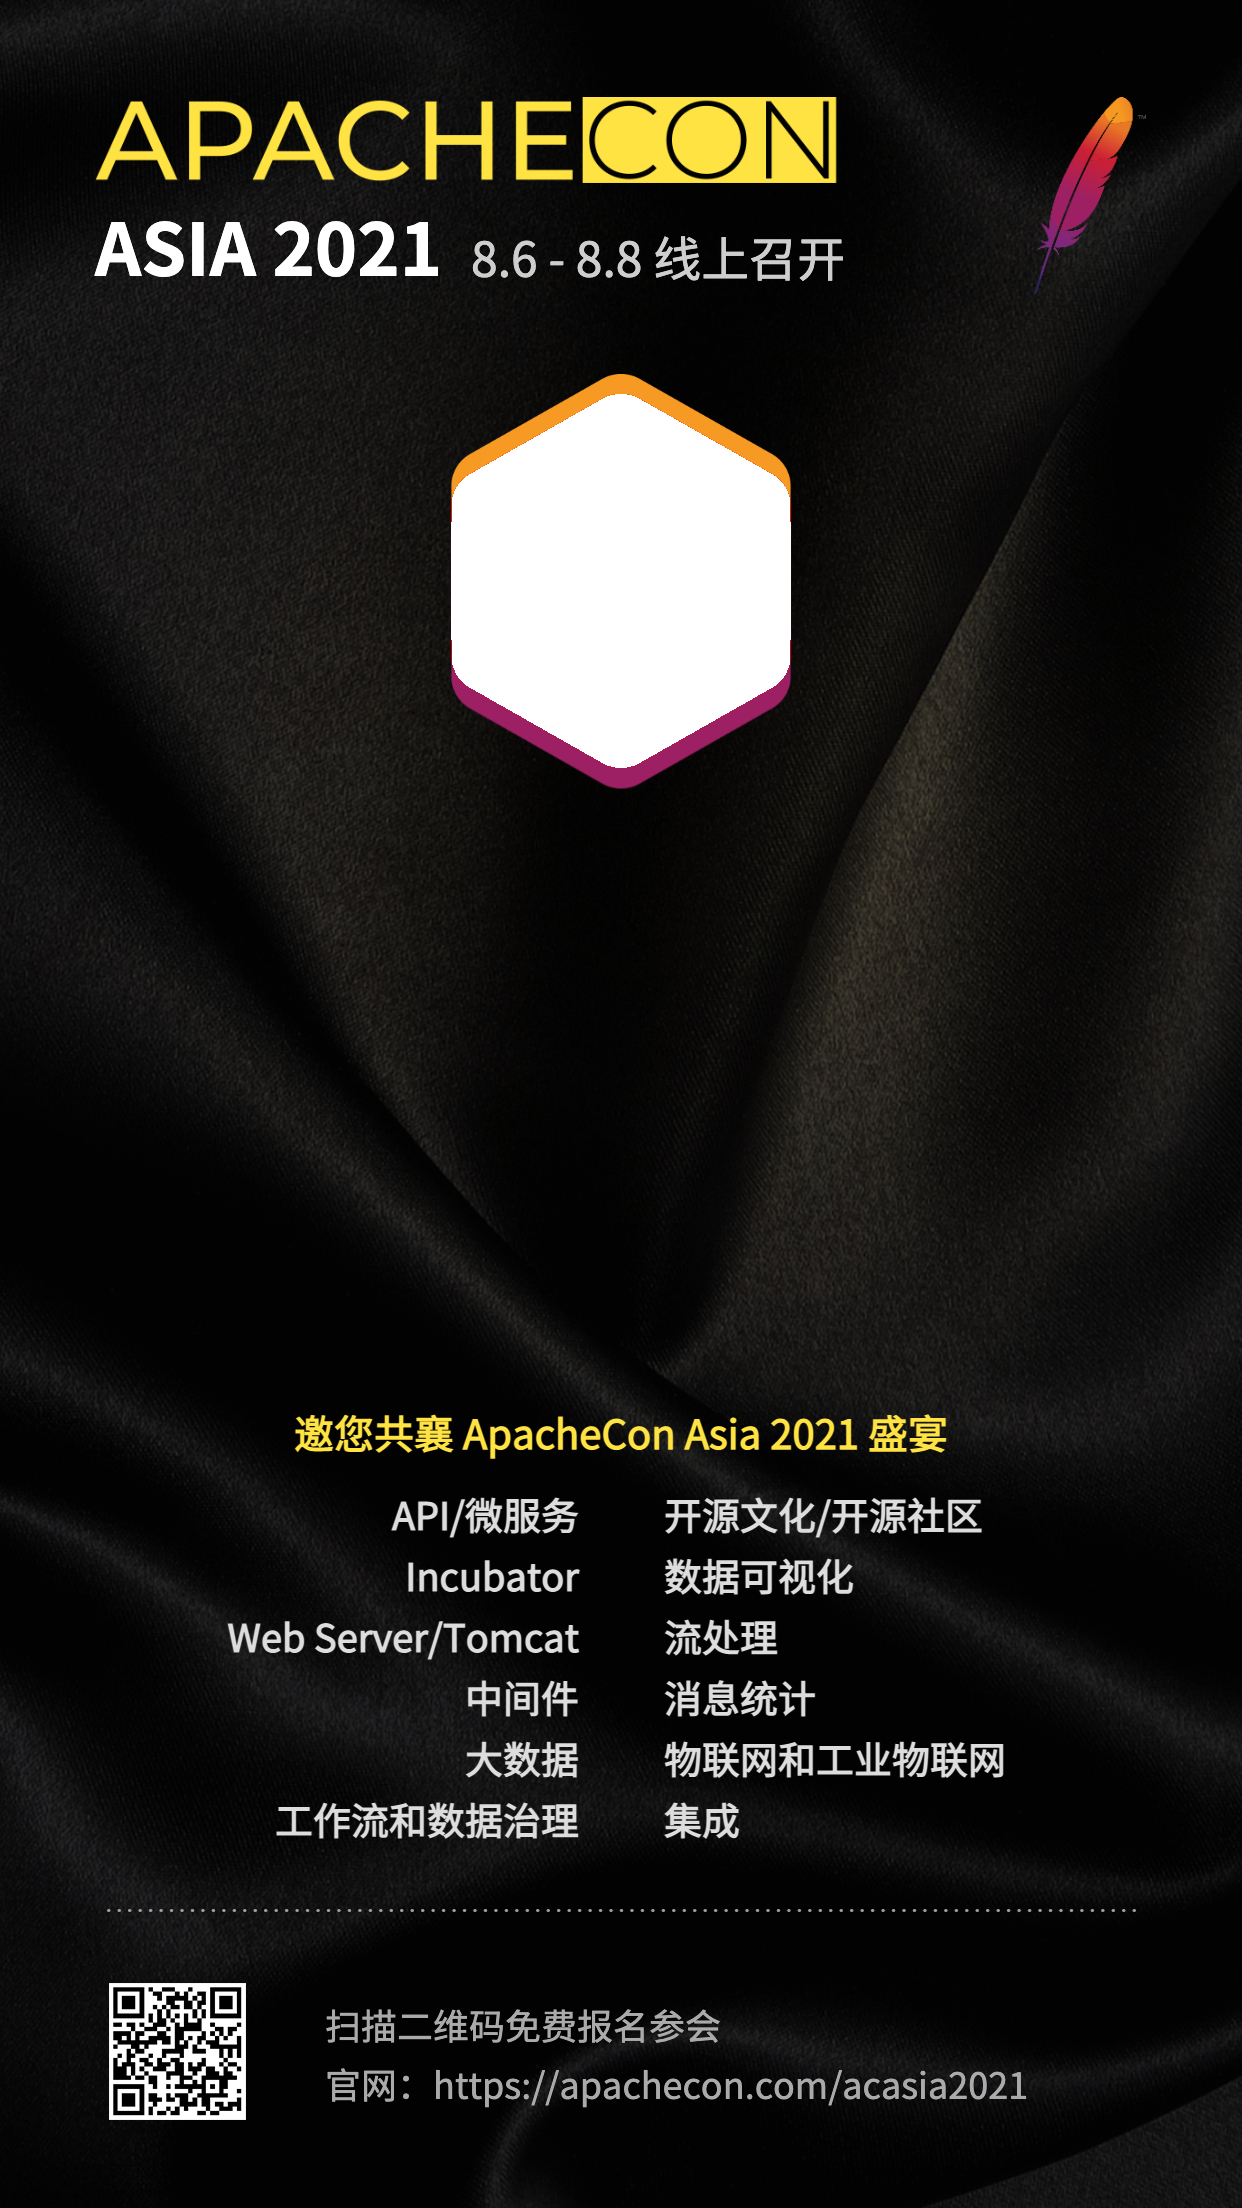 APACHECON
ASIA 2021 8.6 - 8.8 线上召开
TM
邀您共襄 ApacheCon Asia 2021 盛宴
API/微服务 开源文化/开源社区
Incubator 数据可视化
Web Server/Tomcat 流处理
中间件 消息统计
大数据 物联网和工业物联网
工作流和数据治理 集成
扫描二维码免费报名参会
官网：https://apachecon.com/acasia2021